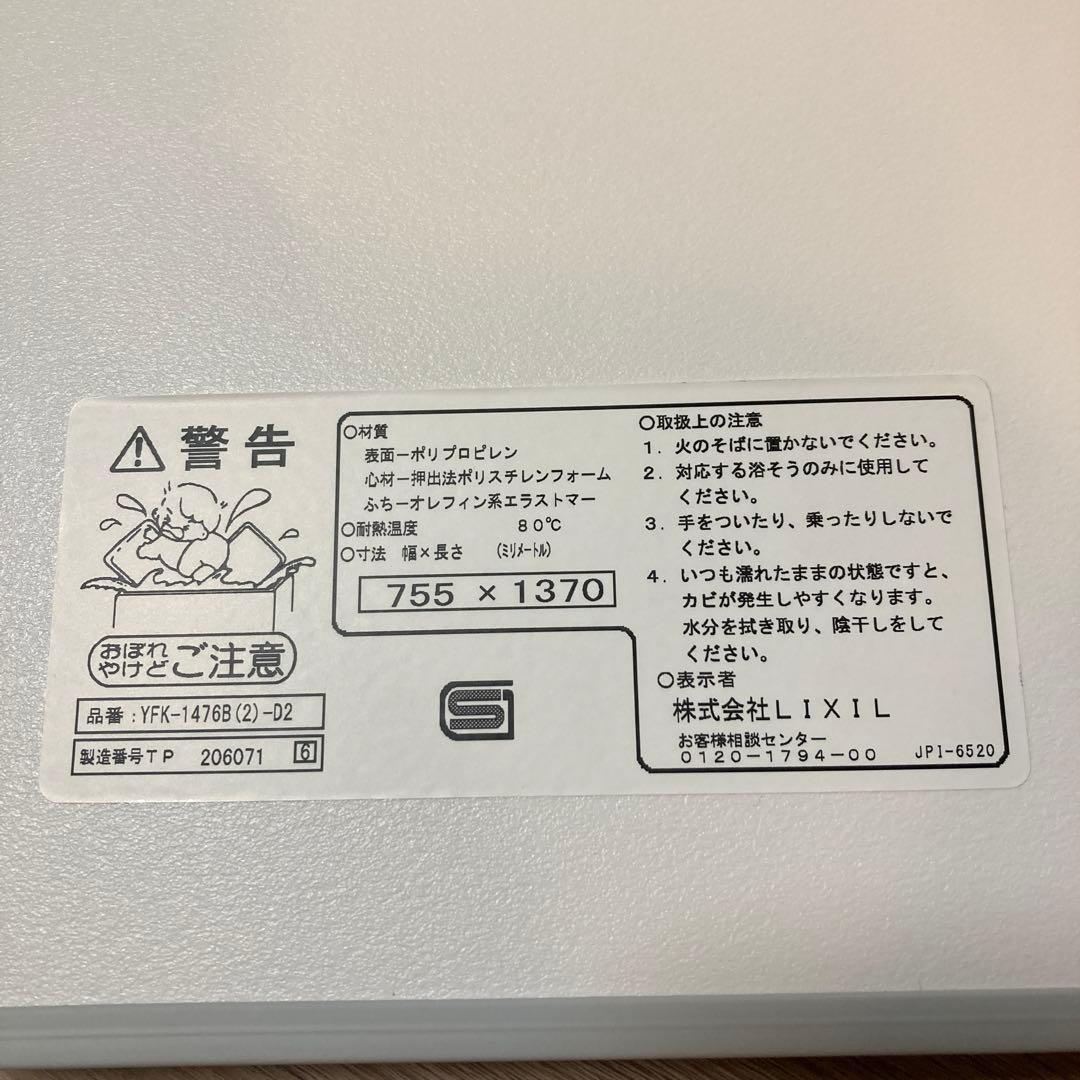 警告
おぼれ
やけど ご注意
品番:YFK-1476B(2)-D2
製造番号TP 206071 6
○材質
表面-ポリプロピレン
心材-押出法ポリスチレンフォーム
ふち-オレフィン系エラストマー
○耐熱温度 80℃
○寸法 幅×長さ (ミリメートル)
755 × 1370
○取扱上の注意
1. 火のそばに置かないでください。
2. 対応する浴そうのみに使用して
ください。
3. 手をついたり、乗ったりしないで
ください。
4. いつも濡れたままの状態ですと、
カビが発生しやすくなります。
水分を拭き取り、陰干しをして
ください。
○表示者
株式会社LIXIL
お客様相談センター
0120-1794-00 JPI-6520